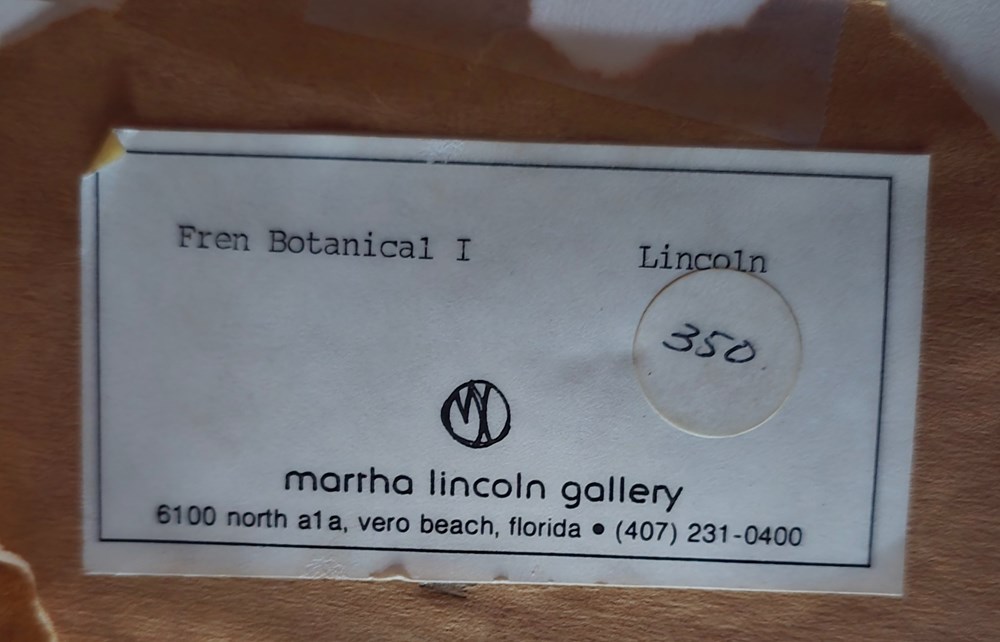 Fren Botanical I
Lincoln
350.
martha lincoln gallery
6100 north a1a, vero beach, florida • (407) 231-0400